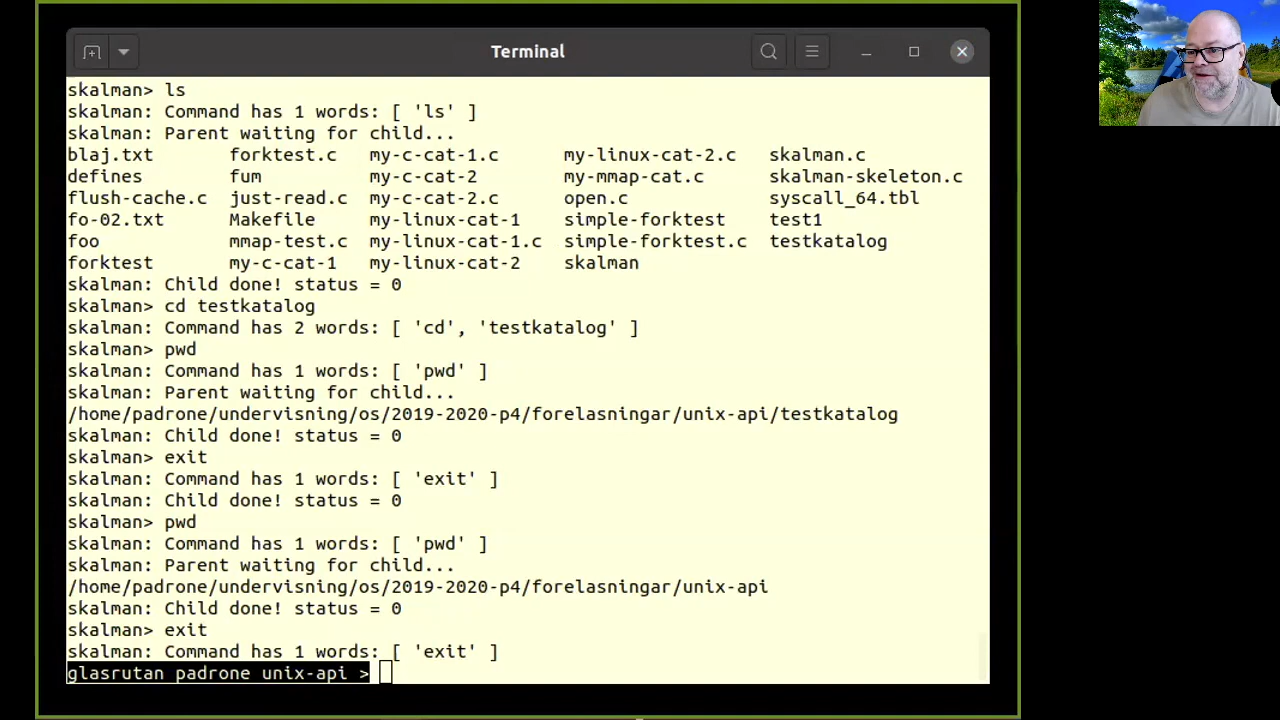 Terminal
skalman> ls
skalman: Command has 1 words: [ 'ls' ]
skalman: Parent waiting for child...
blaj.txt forktest.c my-c-cat-1.c my-linux-cat-2.c skalman.c
defines fum my-c-cat-2 my-mmap-cat.c skalman-skeleton.c
flush-cache.c just-read.c my-c-cat-2.c open.c syscall_64.tbl
fo-02.txt Makefile my-linux-cat-1 simple-forktest test1
foo mmap-test.c my-linux-cat-1.c simple-forktest.c testkatalog
forktest my-c-cat-1 my-linux-cat-2 skalman
skalman: Child done! status = 0
skalman> cd testkatalog
skalman: Command has 2 words: [ 'cd', 'testkatalog' ]
skalman> pwd
skalman: Command has 1 words: [ 'pwd' ]
skalman: Parent waiting for child...
/home/padrone/undervisning/os/2019-2020-p4/forelasningar/unix-api/testkatalog
skalman: Child done! status = 0
skalman> exit
skalman: Command has 1 words: [ 'exit' ]
skalman: Child done! status = 0
skalman> pwd
skalman: Command has 1 words: [ 'pwd' ]
skalman: Parent waiting for child...
/home/padrone/undervisning/os/2019-2020-p4/forelasningar/unix-api
skalman: Child done! status = 0
skalman> exit
skalman: Command has 1 words: [ 'exit' ]
glasrutan padrone unix-api >